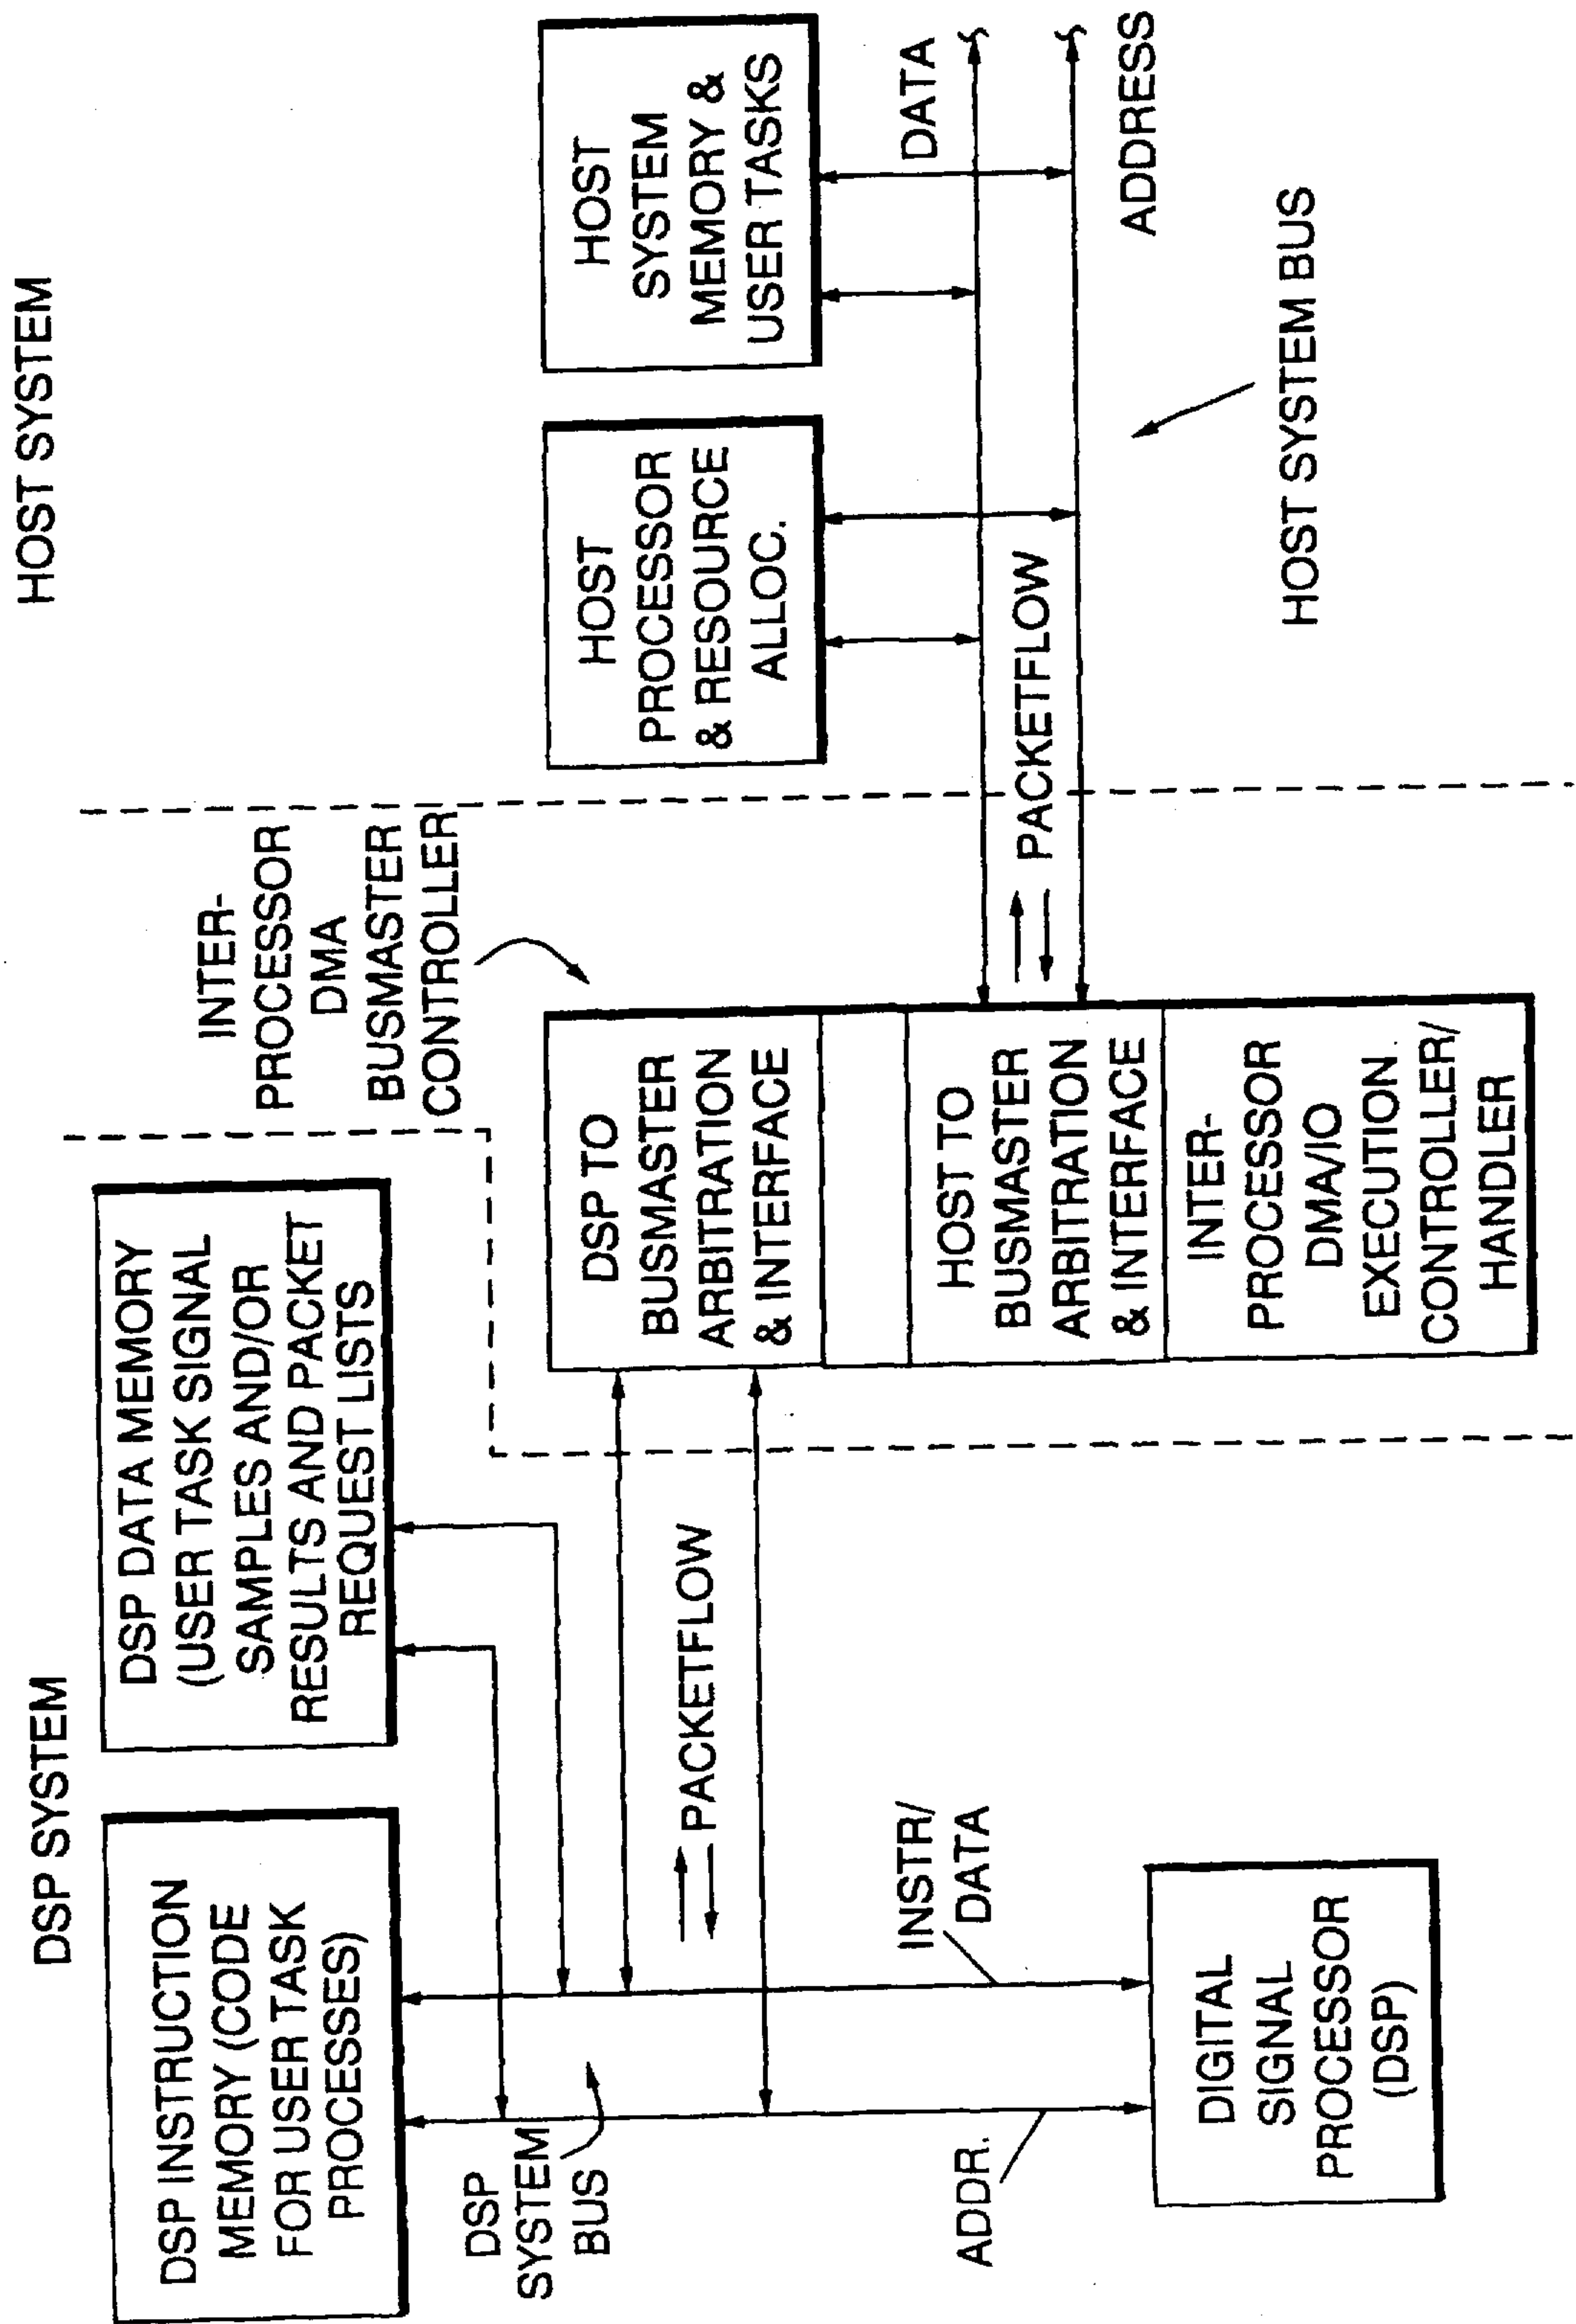 DSP SYSTEM
HOST SYSTEM
DSP INSTRUCTION
MEMORY (CODE
FOR USER TASK
PROCESSES)
DSP DATA MEMORY
(USER TASK SIGNAL
SAMPLES AND/OR
RESULTS AND PACKET
REQUEST LISTS
INTER-
PROCESSOR
DMA
BUSMASTER
CONTROLLER
DSP
SYSTEM
BUS
PACKETFLOW
DSP TO
BUSMASTER
ARBITRATION
& INTERFACE
HOST TO
BUSMASTER
ARBITRATION
& INTERFACE
INTER-
PROCESSOR
DMA/IO
EXECUTION
CONTROLLER/
HANDLER
HOST
PROCESSOR
& RESOURCE
ALLOC.
HOST
SYSTEM
MEMORY &
USER TASKS
DATA
PACKETFLOW
ADDRESS
HOST SYSTEM BUS
INSTR/
DATA
ADDR.
DIGITAL
SIGNAL
PROCESSOR
(DSP)